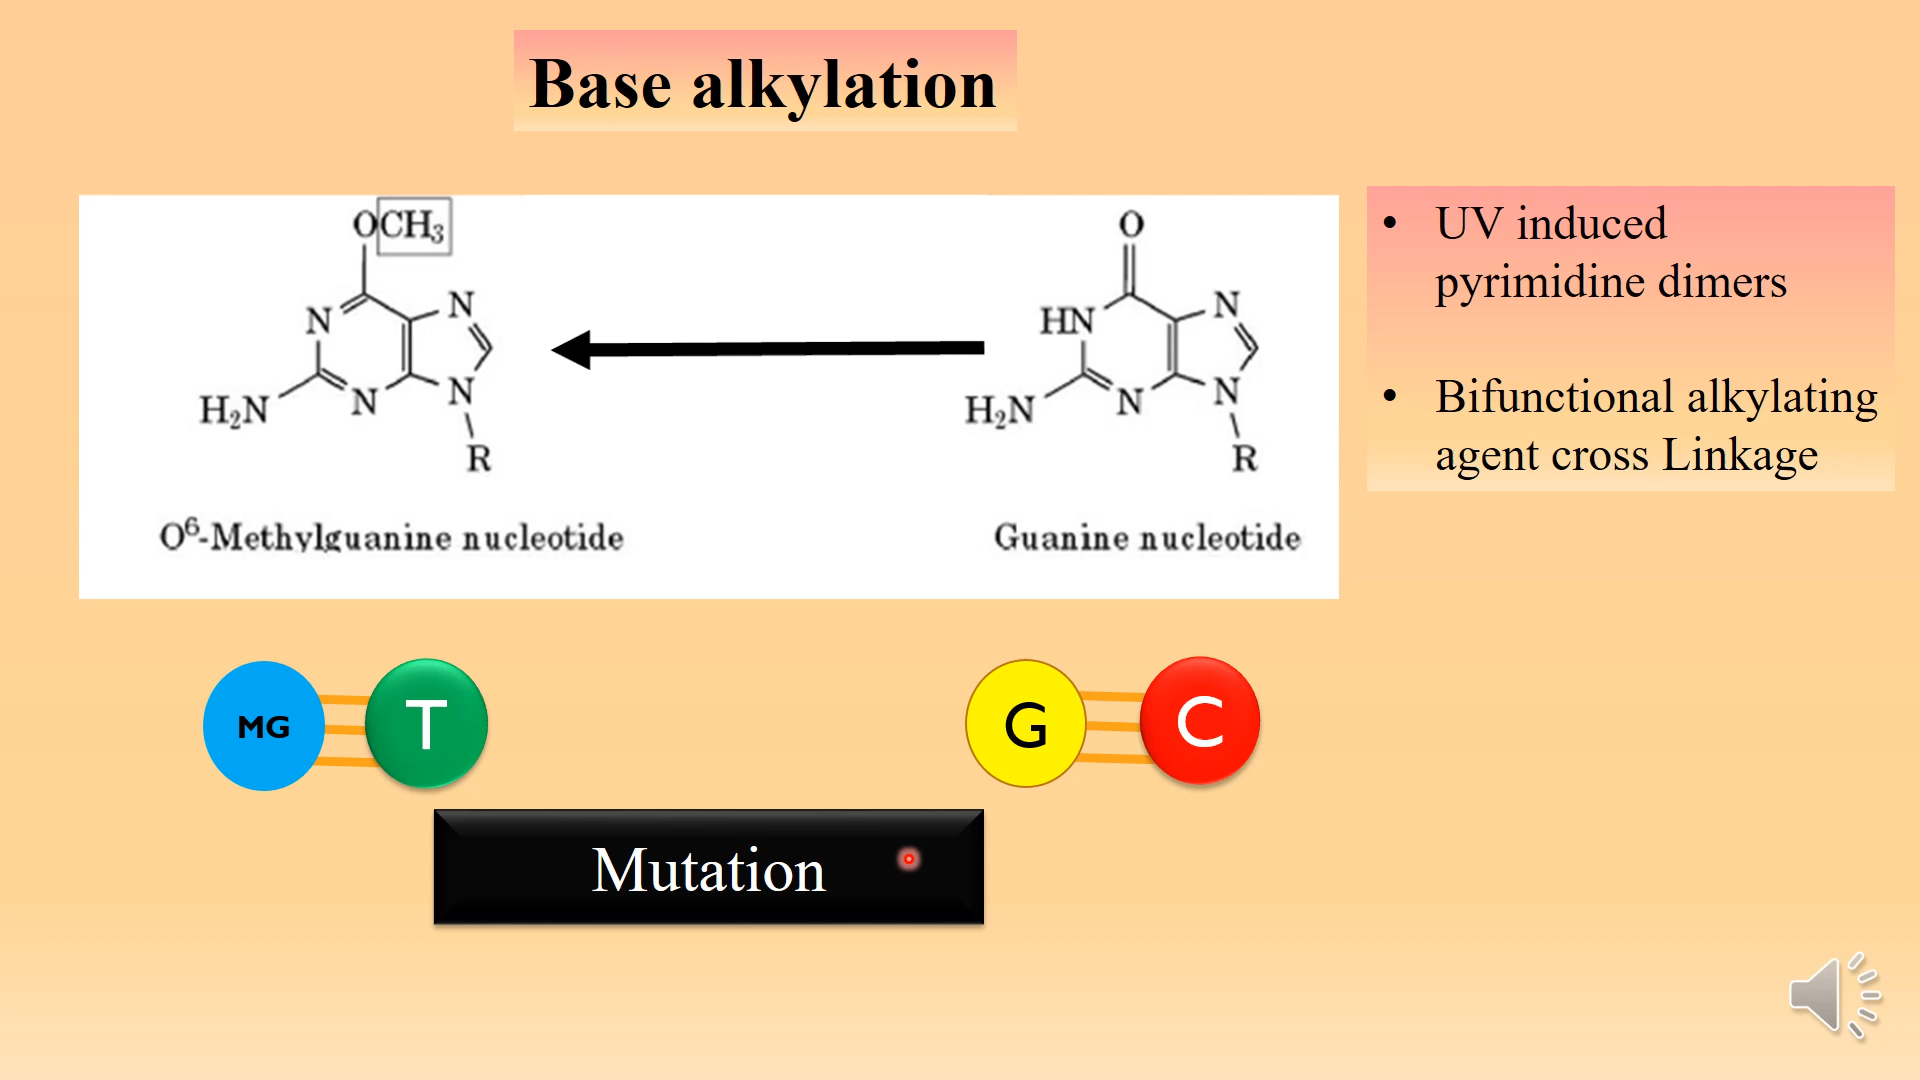 Base alkylation
OCH₃
N
N
H₂N
N
N
R
O⁶-Methylguanine nucleotide
O
HN
N
H₂N
N
N
R
Guanine nucleotide
• UV induced
pyrimidine dimers
• Bifunctional alkylating
agent cross Linkage
MG T
G C
Mutation